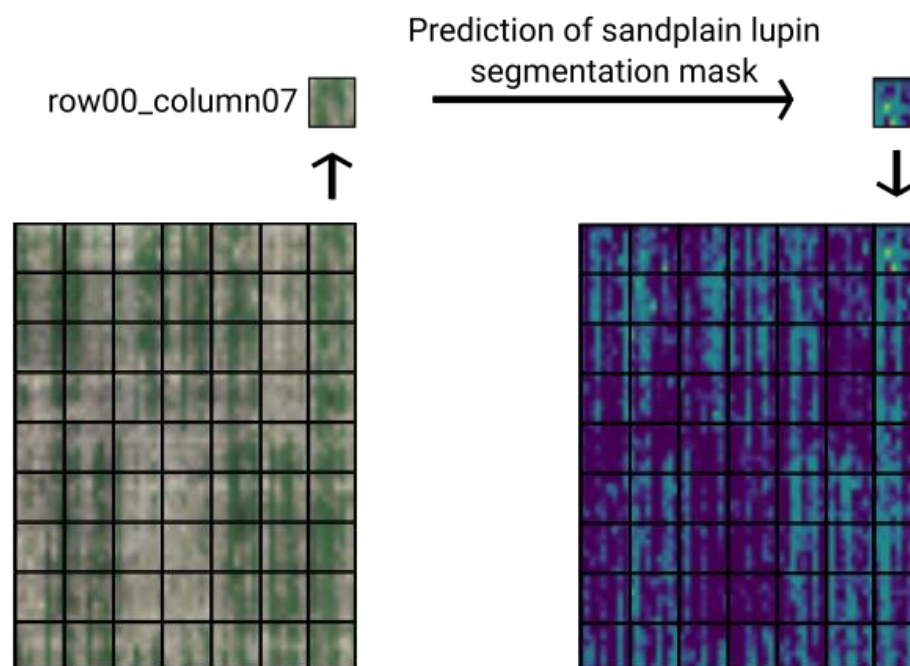 Prediction of sandplain lupin
segmentation mask
row00_column07